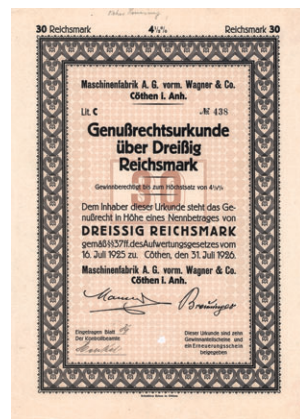 30 Reichsmark 4½% Reichsmark 30
Maschinenfabrik A. G. vorm. Wagner & Co.
Cöthen i. Anh.
Lit. C № 438
Genußrechtsurkunde
über Dreißig
Reichsmark
Gewinnberechtigt bis zum Höchstsatz von 4½%
Dem Inhaber dieser Urkunde steht das Ge-
nußrecht in Höhe eines Nennbetrages von
DREISSIG REICHSMARK
gemäß §§ 37 ff. des Aufwertungsgesetzes vom
16. Juli 1925 zu. Cöthen, den 31. Juli 1926.
Maschinenfabrik A. G. vorm. Wagner & Co.
Cöthen i. Anh.
Eingetragen Blatt
Der Kontrollbeamte
Dieser Urkunde sind zehn
Gewinnanteilscheine und
ein Erneuerungsschein
beigegeben